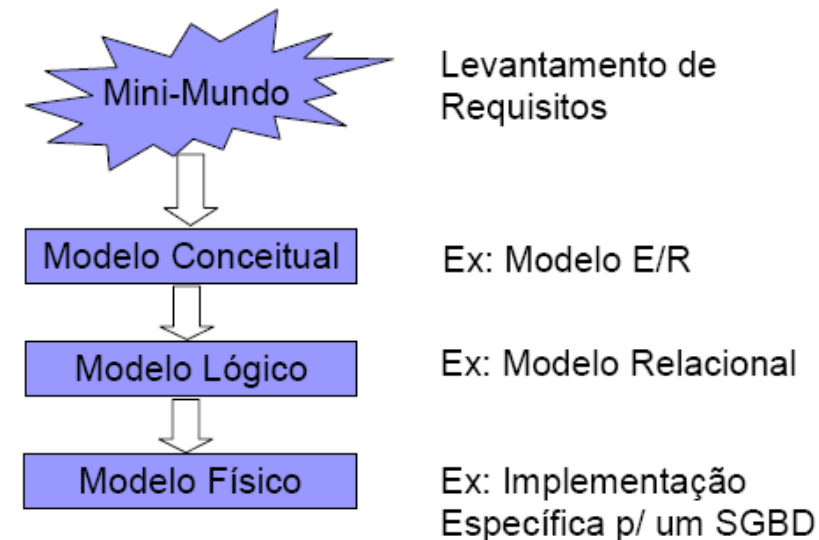 Mini-Mundo
Levantamento de
Requisitos
Modelo Conceitual
Ex: Modelo E/R
Modelo Lógico
Ex: Modelo Relacional
Modelo Físico
Ex: Implementação
Específica p/ um SGBD